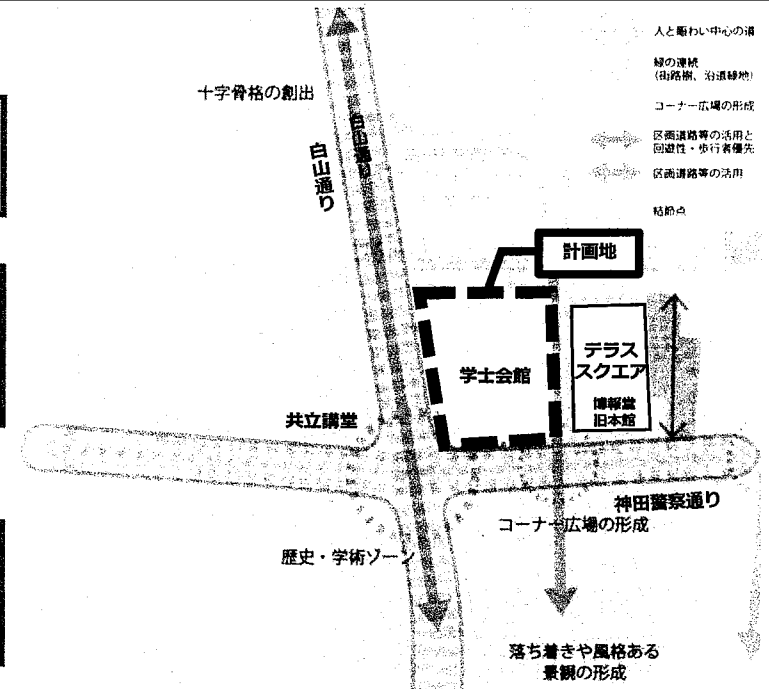 人と賑わい中心の道
緑の連続
(街路樹、沿道緑地)
十字骨格の創出
コーナー広場の形成
区画道路等の活用と
回遊性・歩行者優先
区画道路等の活用
結節点
白山通り
白山通り
計画地
テラス
スクエア
学士会館
博報堂
旧本館
共立講堂
神田警察通り
コーナー広場の形成
歴史・学術ゾーン
落ち着きや風格ある
景観の形成